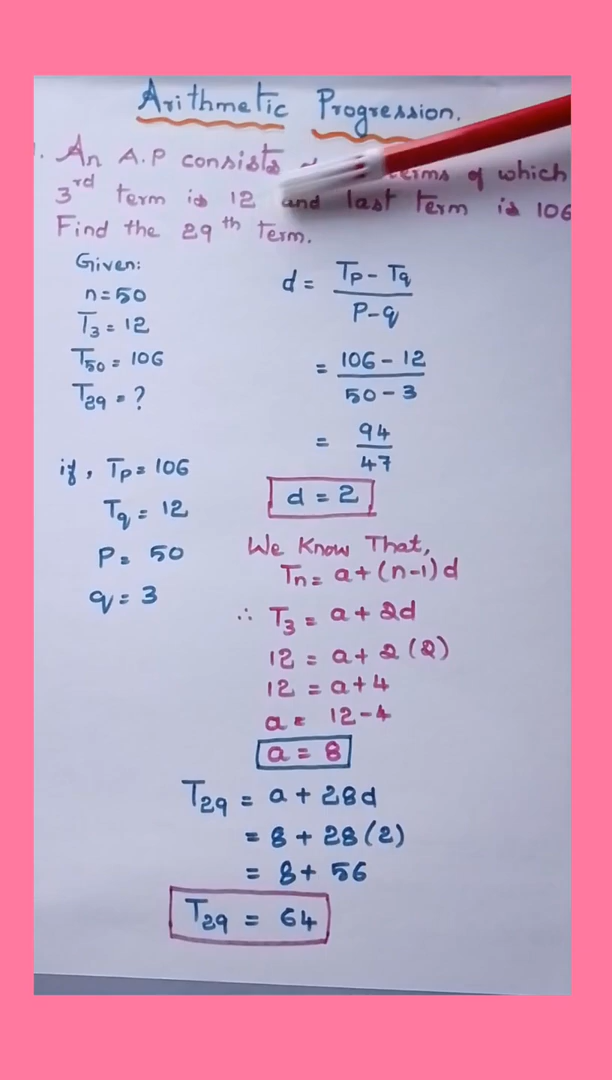 Arithmetic Progression.
. An A.P consists terms of which
3rd term is 12 and last term is 106
Find the 29th term.
Given:
n=50
T3 = 12
T50 = 106
T29 = ?
if, Tp = 106
Tq = 12
P = 50
q = 3
d = Tp - Tq / P-q
= 106 - 12 / 50 - 3
= 94 / 47
d = 2
We Know That,
Tn = a + (n-1) d
∴ T3 = a + 2d
12 = a + 2 (2)
12 = a + 4
a = 12-4
a = 8
T29 = a + 28d
= 8 + 28 (2)
= 8 + 56
T29 = 64